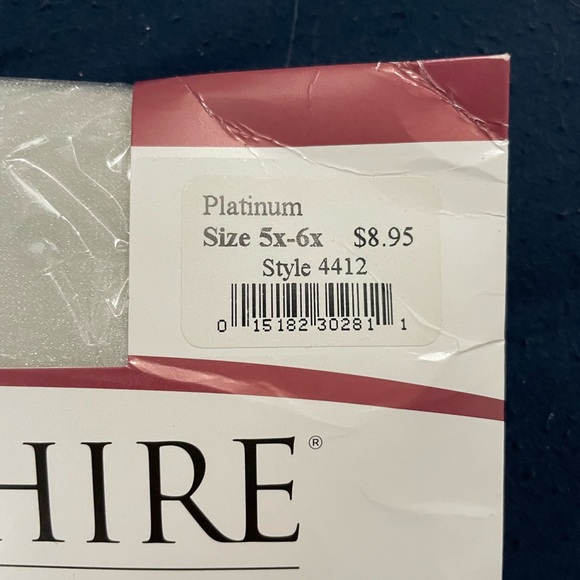 Platinum
Size 5x-6x $8.95
Style 4412
0 15182 30281 1
HIRE®